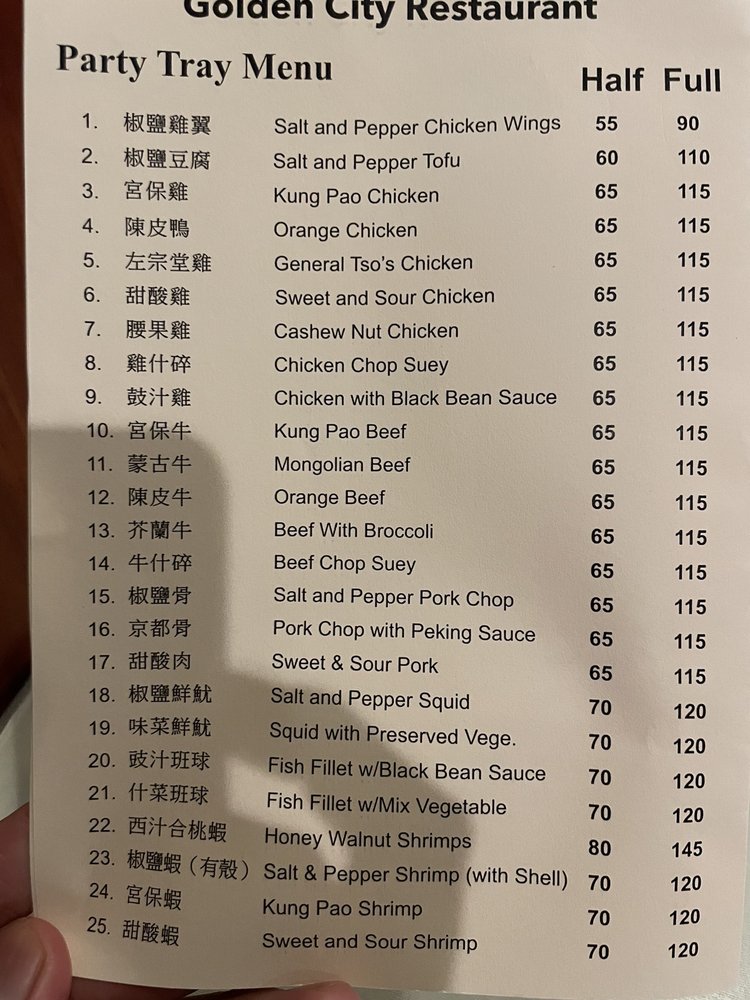 Golden City Restaurant
Party Tray Menu Half Full
1. 椒鹽雞翼 Salt and Pepper Chicken Wings 55 90
2. 椒鹽豆腐 Salt and Pepper Tofu 60 110
3. 宮保雞 Kung Pao Chicken 65 115
4. 陳皮鴨 Orange Chicken 65 115
5. 左宗堂雞 General Tso's Chicken 65 115
6. 甜酸雞 Sweet and Sour Chicken 65 115
7. 腰果雞 Cashew Nut Chicken 65 115
8. 雞什碎 Chicken Chop Suey 65 115
9. 鼓汁雞 Chicken with Black Bean Sauce 65 115
10. 宮保牛 Kung Pao Beef 65 115
11. 蒙古牛 Mongolian Beef 65 115
12. 陳皮牛 Orange Beef 65 115
13. 芥蘭牛 Beef With Broccoli 65 115
14. 牛什碎 Beef Chop Suey 65 115
15. 椒鹽骨 Salt and Pepper Pork Chop 65 115
16. 京都骨 Pork Chop with Peking Sauce 65 115
17. 甜酸肉 Sweet & Sour Pork 65 115
18. 椒鹽鮮魷 Salt and Pepper Squid 70 120
19. 味菜鮮魷 Squid with Preserved Vege. 70 120
20. 豉汁班球 Fish Fillet w/Black Bean Sauce 70 120
21. 什菜班球 Fish Fillet w/Mix Vegetable 70 120
22. 西汁合桃蝦 Honey Walnut Shrimps 80 145
23. 椒鹽蝦（有殼） Salt & Pepper Shrimp (with Shell) 70 120
24. 宮保蝦 Kung Pao Shrimp 70 120
25. 甜酸蝦 Sweet and Sour Shrimp 70 120